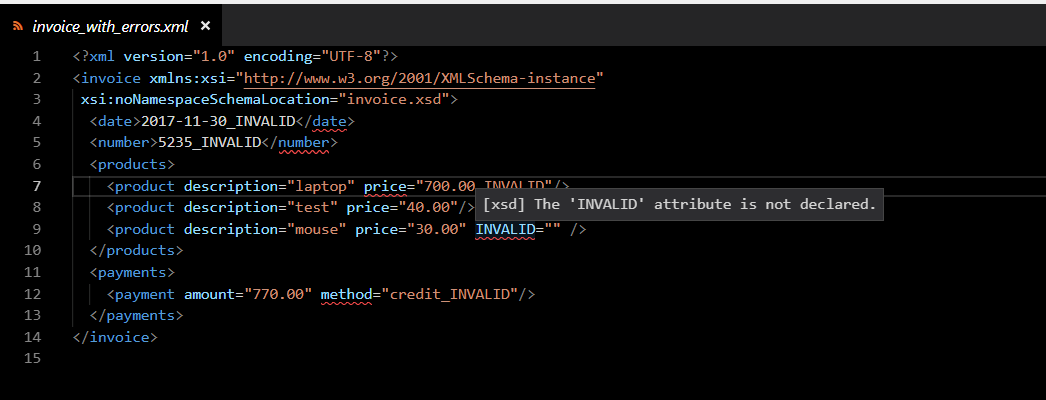 invoice_with_errors.xml ×
1 <?xml version="1.0" encoding="UTF-8"?>
2 <invoice xmlns:xsi="http://www.w3.org/2001/XMLSchema-instance"
3 xsi:noNamespaceSchemaLocation="invoice.xsd">
4 <date>2017-11-30_INVALID</date>
5 <number>5235_INVALID</number>
6 <products>
7 <product description="laptop" price="700.00_INVALID"/>
8 <product description="test" price="40.00"/>
[xsd] The 'INVALID' attribute is not declared.
9 <product description="mouse" price="30.00" INVALID="" />
10 </products>
11 <payments>
12 <payment amount="770.00" method="credit_INVALID"/>
13 </payments>
14 </invoice>
15